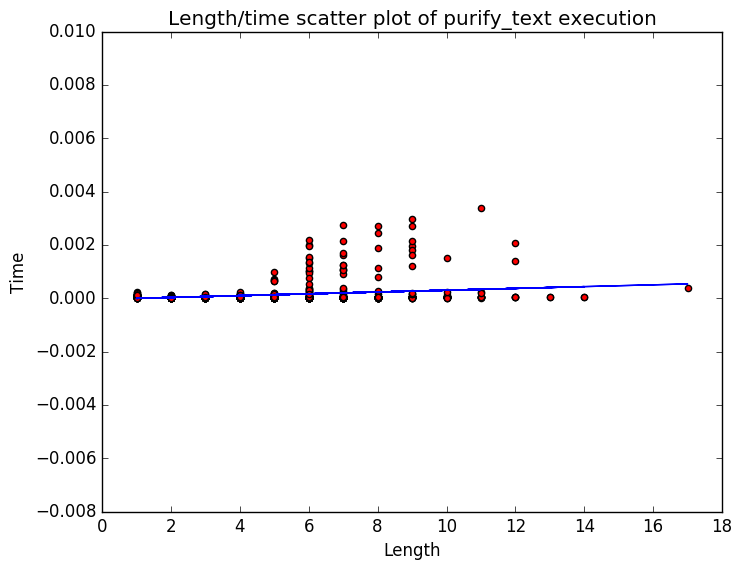 Length/time scatter plot of purify_text execution
0.010
0.008
0.006
0.004
0.002
0.000
−0.002
−0.004
−0.006
−0.008
Time
0 2 4 6 8 10 12 14 16 18
Length